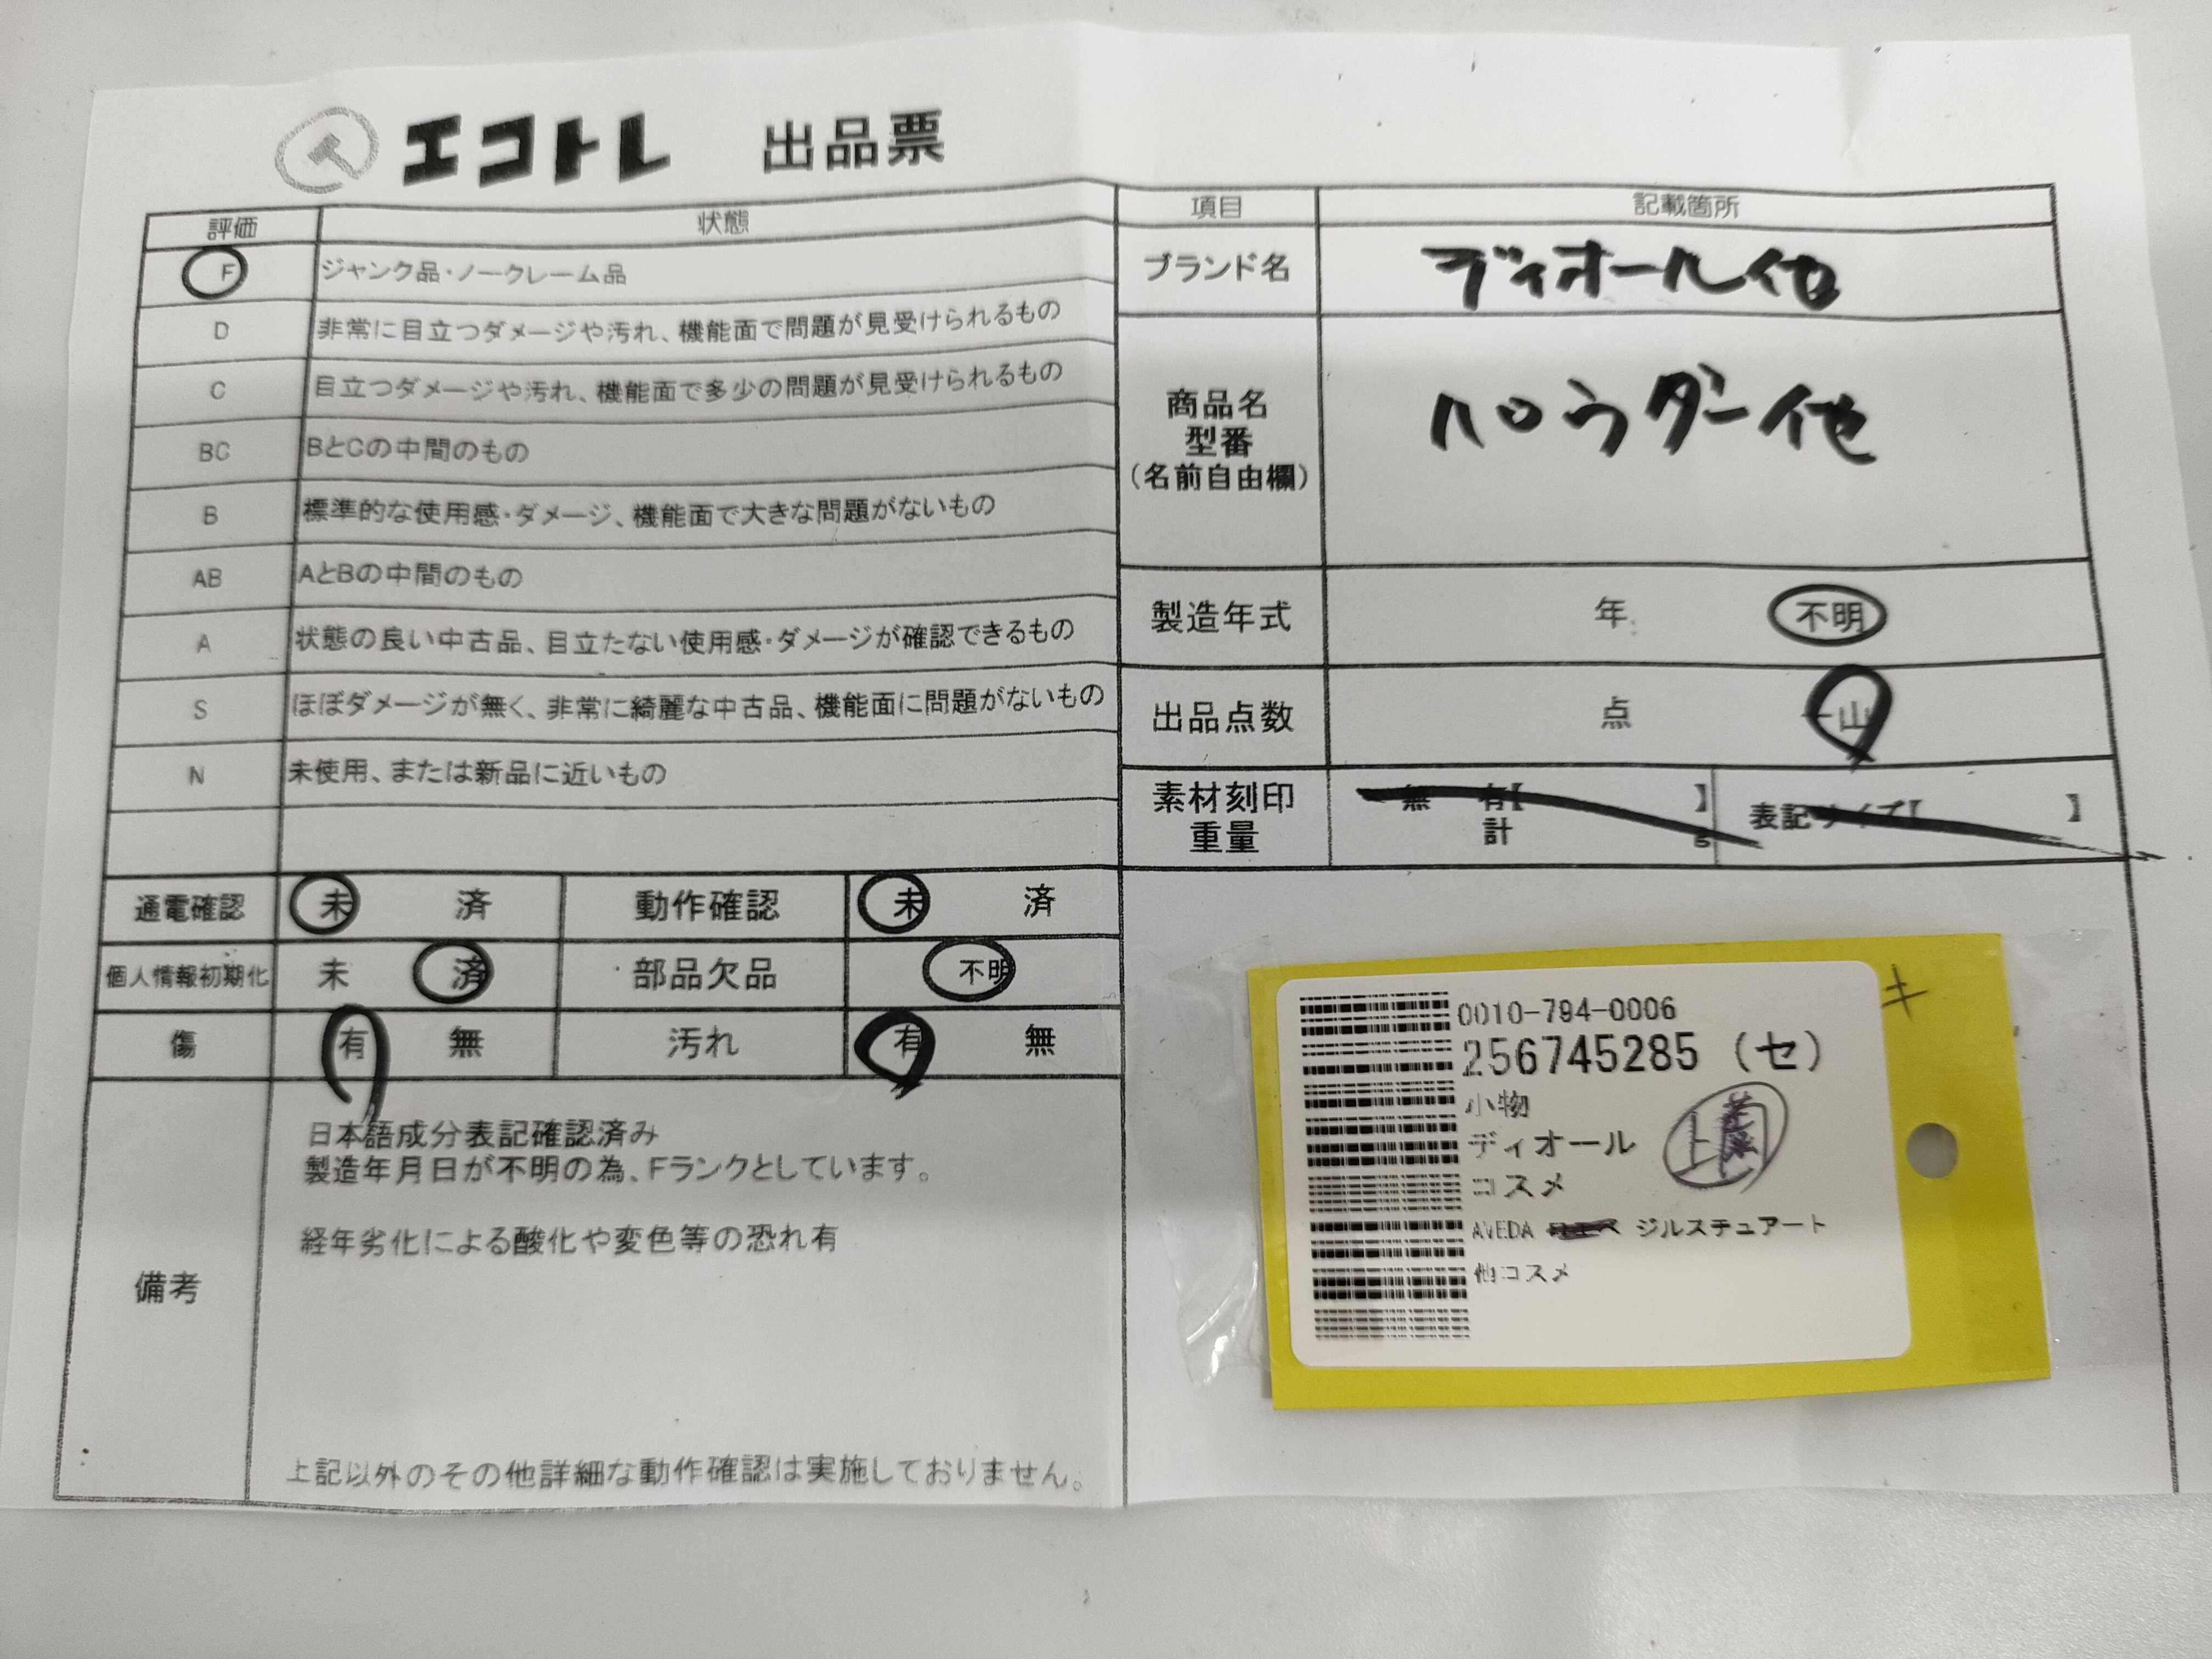 エコトレ 出品票
評価 状態
F ジャンク品・ノークレーム品
D 非常に目立つダメージや汚れ、機能面で問題が見受けられるもの
C 目立つダメージや汚れ、機能面で多少の問題が見受けられるもの
BC BとCの中間のもの
B 標準的な使用感・ダメージ、機能面で大きな問題がないもの
AB AとBの中間のもの
A 状態の良い中古品、目立たない使用感・ダメージが確認できるもの
S ほぼダメージが無く、非常に綺麗な中古品、機能面に問題がないもの
N 未使用、または新品に近いもの
通電確認 未 済 動作確認 未 済
個人情報初期化 未 済 部品欠品 不明
傷 有 無 汚れ 有 無
備考
日本語成分表記確認済み
製造年月日が不明の為、Fランクとしています。
経年劣化による酸化や変色等の恐れ有
上記以外のその他詳細な動作確認は実施しておりません。
項目 記載箇所
ブランド名 ディオール他
商品名
型番
(名前自由欄)
パウダー他
製造年式 年 不明
出品点数 点 一山
素材刻印 無 有【 】 表記サイズ【 】
重量 計 g
キ
0010-794-0006
256745285 (セ)
小物
ディオール 上
コスメ
AVEDA ジルスチュアート
他コスメ